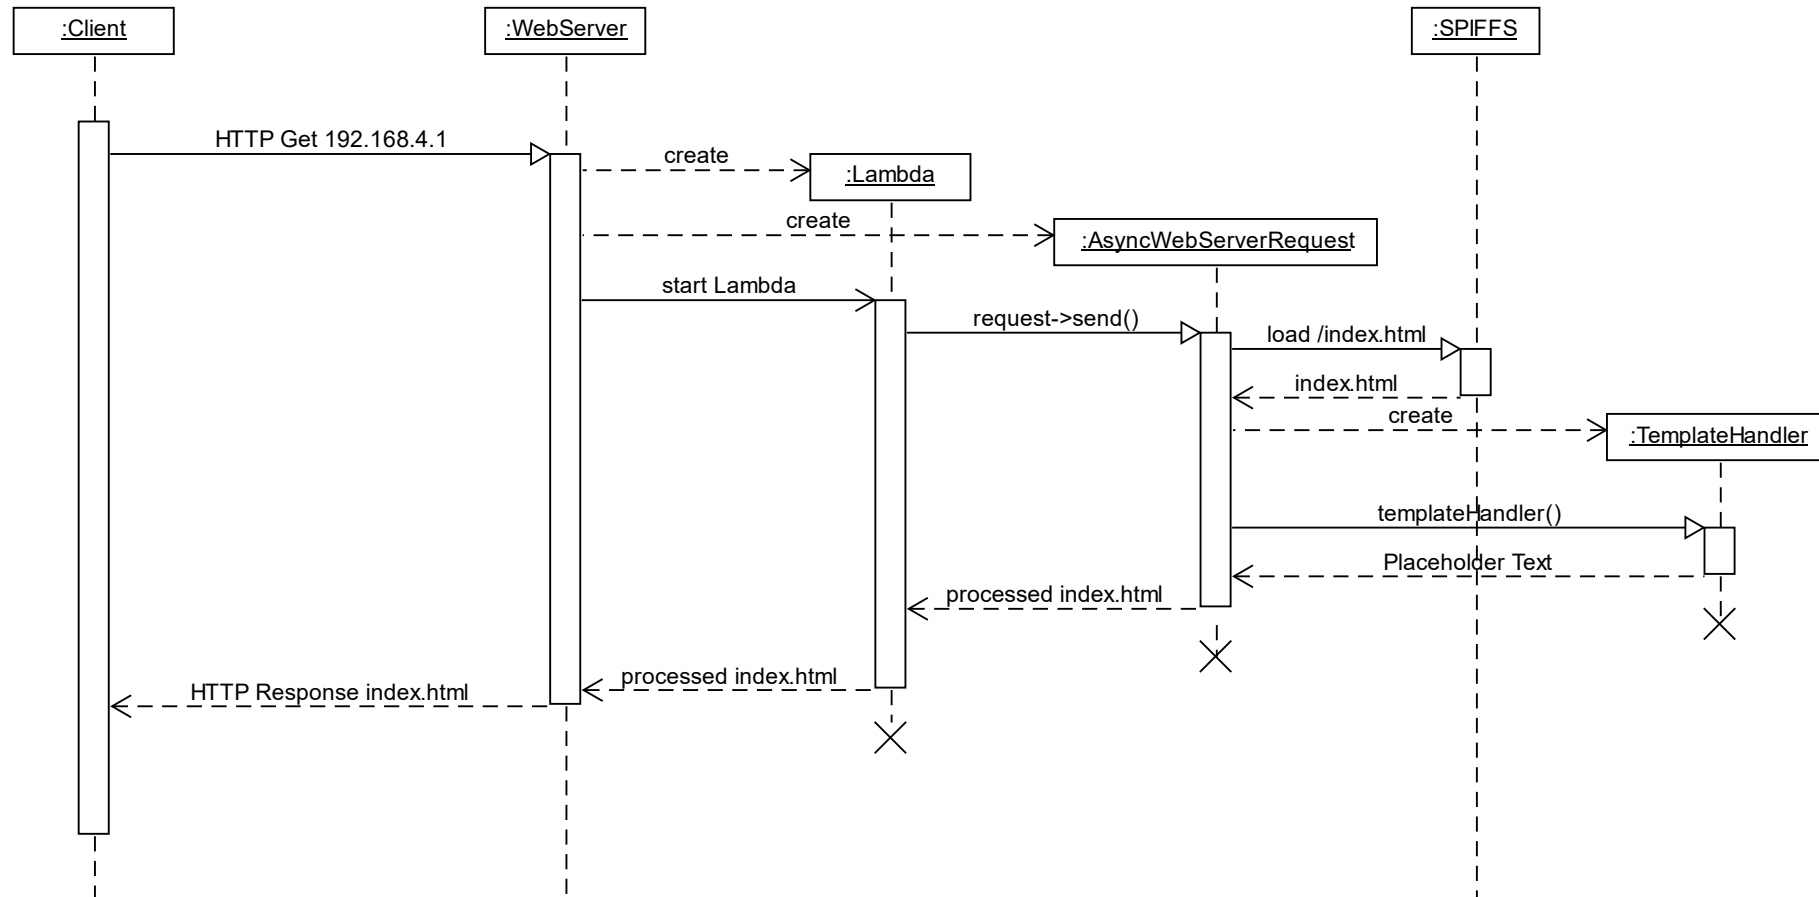 :Client
:WebServer
:SPIFFS
HTTP Get 192.168.4.1
create
:Lambda
create
:AsyncWebServerRequest
start Lambda
request->send()
load /index.html
index.html
create
:TemplateHandler
templateHandler()
Placeholder Text
processed index.html
processed index.html
HTTP Response index.html